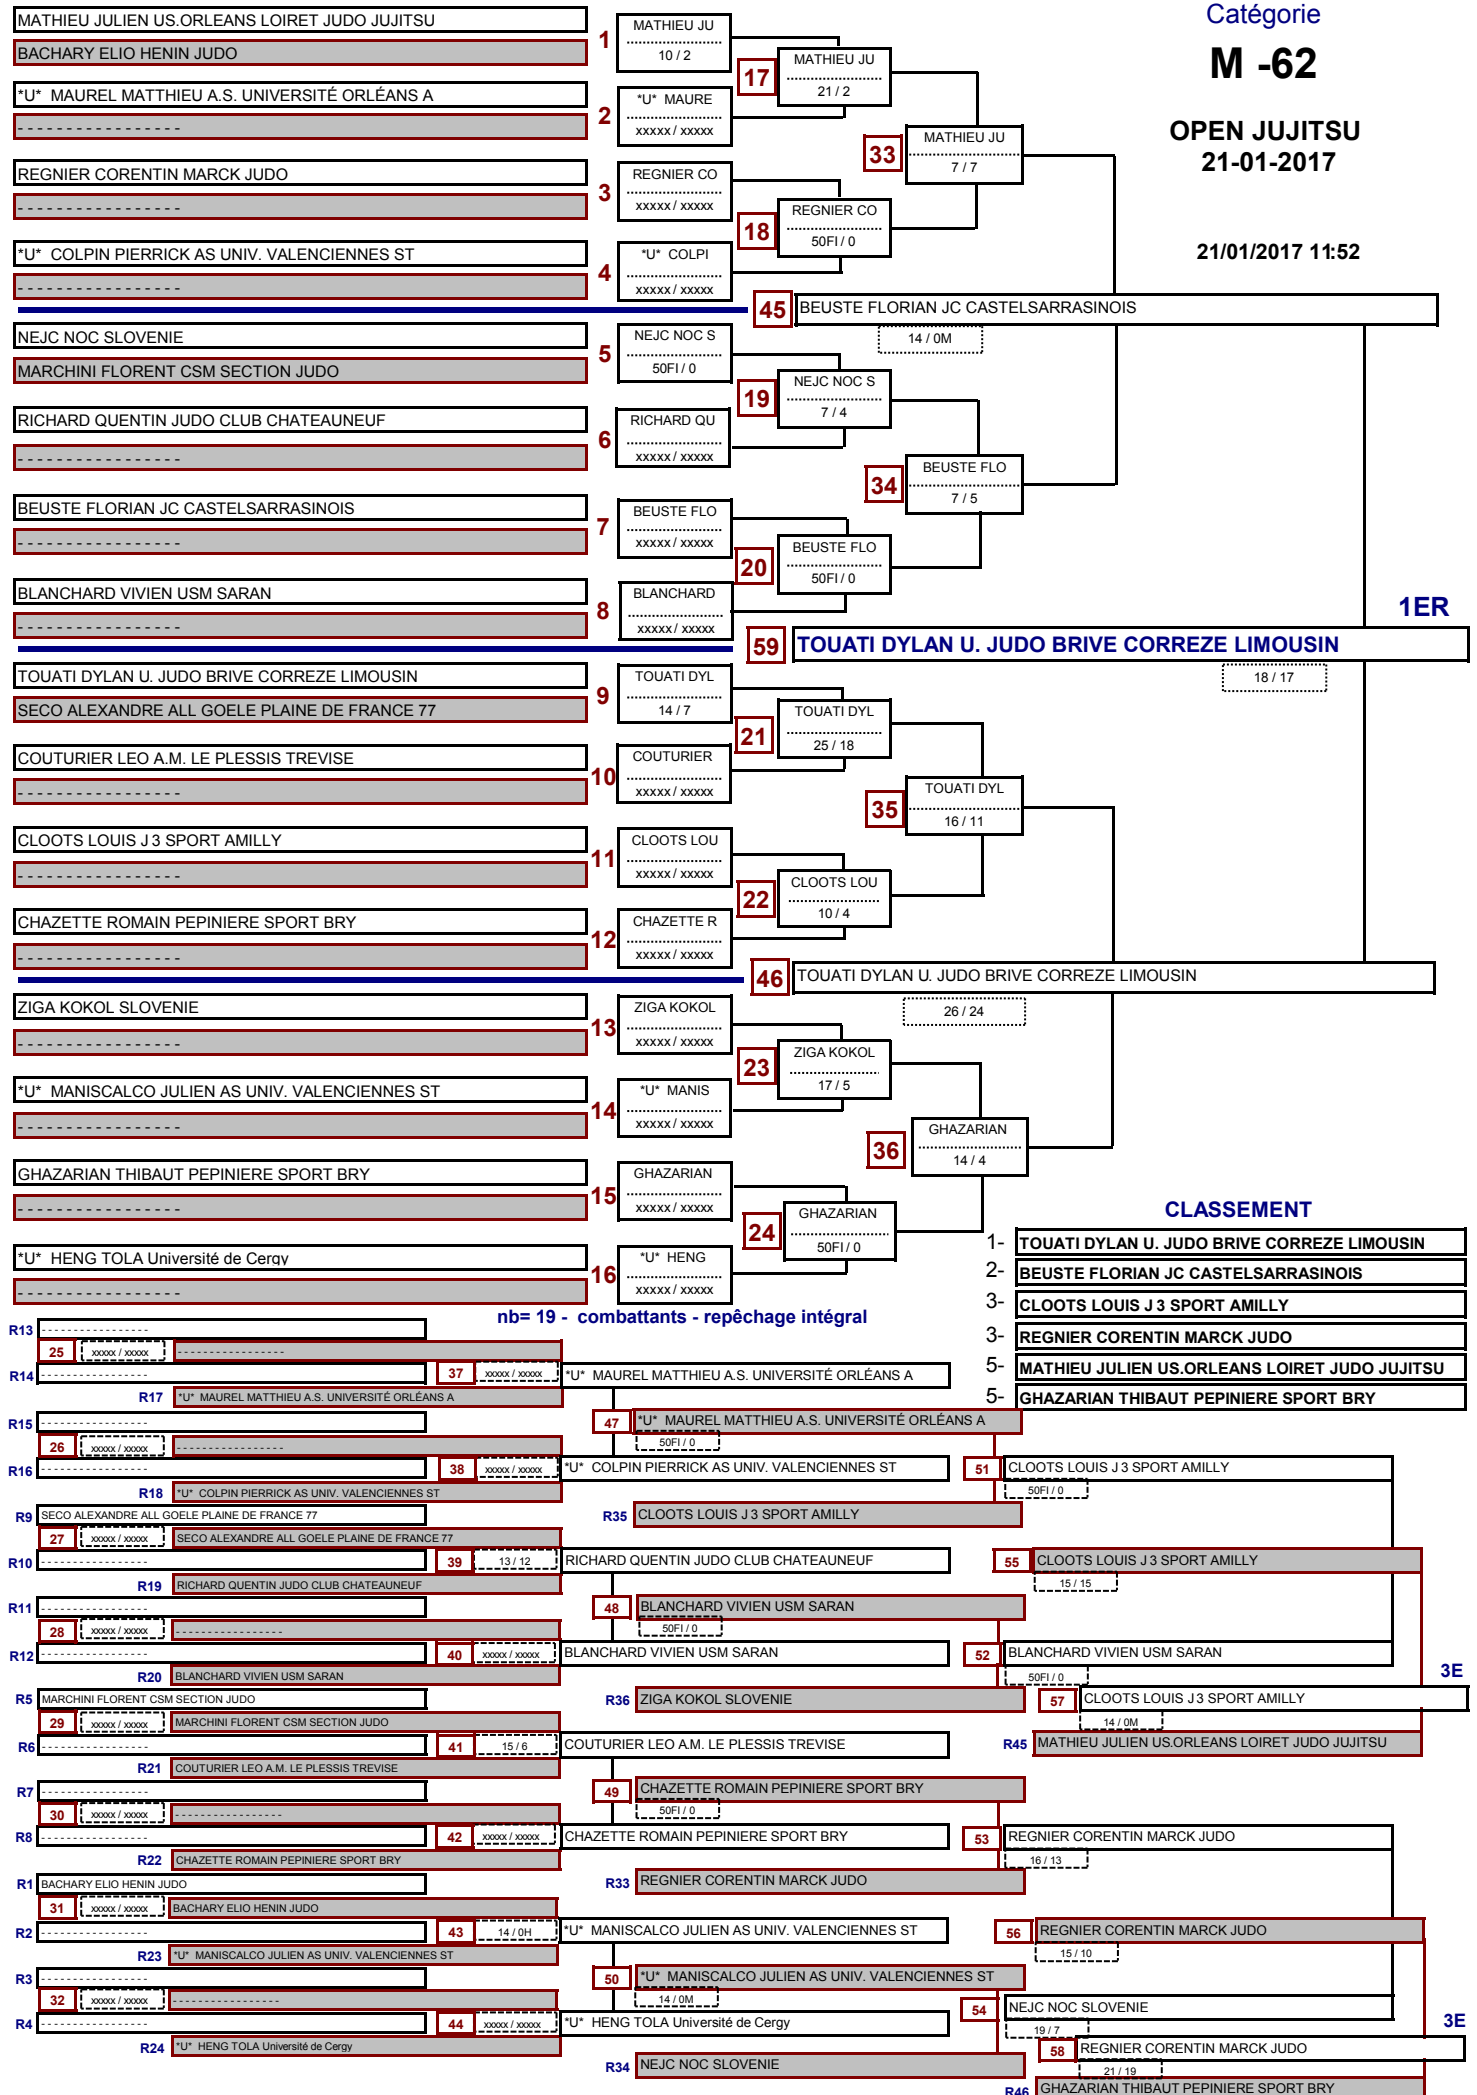 Catégorie
M -62
OPEN JUJITSU
21-01-2017
21/01/2017 11:52
MATHIEU JULIEN US.ORLEANS LOIRET JUDO JUJITSU
BACHARY ELIO HENIN JUDO
1
MATHIEU JU
10 / 2
*U* MAUREL MATTHIEU A.S. UNIVERSITÉ ORLÉANS A
- - - - - - - - - - - - - - - - -
2
*U* MAURE
xxxxx / xxxxx
17
MATHIEU JU
21 / 2
REGNIER CORENTIN MARCK JUDO
- - - - - - - - - - - - - - - - -
3
REGNIER CO
xxxxx / xxxxx
*U* COLPIN PIERRICK AS UNIV. VALENCIENNES ST
- - - - - - - - - - - - - - - - -
4
*U* COLPI
xxxxx / xxxxx
18
REGNIER CO
50FI / 0
33
MATHIEU JU
7 / 7
45
BEUSTE FLORIAN JC CASTELSARRASINOIS
14 / 0M
NEJC NOC SLOVENIE
MARCHINI FLORENT CSM SECTION JUDO
5
NEJC NOC S
50FI / 0
RICHARD QUENTIN JUDO CLUB CHATEAUNEUF
- - - - - - - - - - - - - - - - -
6
RICHARD QU
xxxxx / xxxxx
19
NEJC NOC S
7 / 4
BEUSTE FLORIAN JC CASTELSARRASINOIS
- - - - - - - - - - - - - - - - -
7
BEUSTE FLO
xxxxx / xxxxx
BLANCHARD VIVIEN USM SARAN
- - - - - - - - - - - - - - - - -
8
BLANCHARD
xxxxx / xxxxx
20
BEUSTE FLO
50FI / 0
34
BEUSTE FLO
7 / 5
1ER
59
TOUATI DYLAN U. JUDO BRIVE CORREZE LIMOUSIN
18 / 17
TOUATI DYLAN U. JUDO BRIVE CORREZE LIMOUSIN
SECO ALEXANDRE ALL GOELE PLAINE DE FRANCE 77
9
TOUATI DYL
14 / 7
COUTURIER LEO A.M. LE PLESSIS TREVISE
- - - - - - - - - - - - - - - - -
10
COUTURIER
xxxxx / xxxxx
21
TOUATI DYL
25 / 18
CLOOTS LOUIS J 3 SPORT AMILLY
- - - - - - - - - - - - - - - - -
11
CLOOTS LOU
xxxxx / xxxxx
CHAZETTE ROMAIN PEPINIERE SPORT BRY
- - - - - - - - - - - - - - - - -
12
CHAZETTE R
xxxxx / xxxxx
22
CLOOTS LOU
10 / 4
35
TOUATI DYL
16 / 11
46
TOUATI DYLAN U. JUDO BRIVE CORREZE LIMOUSIN
26 / 24
ZIGA KOKOL SLOVENIE
- - - - - - - - - - - - - - - - -
13
ZIGA KOKOL
xxxxx / xxxxx
*U* MANISCALCO JULIEN AS UNIV. VALENCIENNES ST
- - - - - - - - - - - - - - - - -
14
*U* MANIS
xxxxx / xxxxx
23
ZIGA KOKOL
17 / 5
GHAZARIAN THIBAUT PEPINIERE SPORT BRY
- - - - - - - - - - - - - - - - -
15
GHAZARIAN
xxxxx / xxxxx
*U* HENG TOLA Université de Cergy
- - - - - - - - - - - - - - - - -
16
*U* HENG
xxxxx / xxxxx
24
GHAZARIAN
50FI / 0
36
GHAZARIAN
14 / 4
CLASSEMENT
1- TOUATI DYLAN U. JUDO BRIVE CORREZE LIMOUSIN
2- BEUSTE FLORIAN JC CASTELSARRASINOIS
3- CLOOTS LOUIS J 3 SPORT AMILLY
3- REGNIER CORENTIN MARCK JUDO
5- MATHIEU JULIEN US.ORLEANS LOIRET JUDO JUJITSU
5- GHAZARIAN THIBAUT PEPINIERE SPORT BRY
nb= 19 - combattants - repêchage intégral
R13 - - - - - - - - - - - - - - - - -
25 xxxxx / xxxxx - - - - - - - - - - - - - - - - -
R14 - - - - - - - - - - - - - - - - -
37 xxxxx / xxxxx *U* MAUREL MATTHIEU A.S. UNIVERSITÉ ORLÉANS A
R17 *U* MAUREL MATTHIEU A.S. UNIVERSITÉ ORLÉANS A
R15 - - - - - - - - - - - - - - - - -
47 *U* MAUREL MATTHIEU A.S. UNIVERSITÉ ORLÉANS A
50FI / 0
26 xxxxx / xxxxx - - - - - - - - - - - - - - - - -
R16 - - - - - - - - - - - - - - - - -
38 xxxxx / xxxxx *U* COLPIN PIERRICK AS UNIV. VALENCIENNES ST
51 CLOOTS LOUIS J 3 SPORT AMILLY
50FI / 0
R18 *U* COLPIN PIERRICK AS UNIV. VALENCIENNES ST
R9 SECO ALEXANDRE ALL GOELE PLAINE DE FRANCE 77
R35 CLOOTS LOUIS J 3 SPORT AMILLY
27 xxxxx / xxxxx SECO ALEXANDRE ALL GOELE PLAINE DE FRANCE 77
R10 - - - - - - - - - - - - - - - - -
39 13 / 12 RICHARD QUENTIN JUDO CLUB CHATEAUNEUF
55 CLOOTS LOUIS J 3 SPORT AMILLY
15 / 15
R19 RICHARD QUENTIN JUDO CLUB CHATEAUNEUF
R11 - - - - - - - - - - - - - - - - -
48 BLANCHARD VIVIEN USM SARAN
50FI / 0
28 xxxxx / xxxxx - - - - - - - - - - - - - - - - -
R12 - - - - - - - - - - - - - - - - -
40 xxxxx / xxxxx BLANCHARD VIVIEN USM SARAN
52 BLANCHARD VIVIEN USM SARAN
50FI / 0
R20 BLANCHARD VIVIEN USM SARAN
3E
R5 MARCHINI FLORENT CSM SECTION JUDO
R36 ZIGA KOKOL SLOVENIE
57 CLOOTS LOUIS J 3 SPORT AMILLY
14 / 0M
29 xxxxx / xxxxx MARCHINI FLORENT CSM SECTION JUDO
R6 - - - - - - - - - - - - - - - - -
41 15 / 6 COUTURIER LEO A.M. LE PLESSIS TREVISE
R45 MATHIEU JULIEN US.ORLEANS LOIRET JUDO JUJITSU
R21 COUTURIER LEO A.M. LE PLESSIS TREVISE
R7 - - - - - - - - - - - - - - - - -
49 CHAZETTE ROMAIN PEPINIERE SPORT BRY
50FI / 0
30 xxxxx / xxxxx - - - - - - - - - - - - - - - - -
R8 - - - - - - - - - - - - - - - - -
42 xxxxx / xxxxx CHAZETTE ROMAIN PEPINIERE SPORT BRY
53 REGNIER CORENTIN MARCK JUDO
16 / 13
R22 CHAZETTE ROMAIN PEPINIERE SPORT BRY
R1 BACHARY ELIO HENIN JUDO
R33 REGNIER CORENTIN MARCK JUDO
31 xxxxx / xxxxx BACHARY ELIO HENIN JUDO
R2 - - - - - - - - - - - - - - - - -
43 14 / 0H *U* MANISCALCO JULIEN AS UNIV. VALENCIENNES ST
56 REGNIER CORENTIN MARCK JUDO
15 / 10
R23 *U* MANISCALCO JULIEN AS UNIV. VALENCIENNES ST
R3 - - - - - - - - - - - - - - - - -
50 *U* MANISCALCO JULIEN AS UNIV. VALENCIENNES ST
14 / 0M
32 xxxxx / xxxxx - - - - - - - - - - - - - - - - -
R4 - - - - - - - - - - - - - - - - -
44 xxxxx / xxxxx *U* HENG TOLA Université de Cergy
54 NEJC NOC SLOVENIE
19 / 7
3E
R24 *U* HENG TOLA Université de Cergy
58 REGNIER CORENTIN MARCK JUDO
21 / 19
R34 NEJC NOC SLOVENIE
R46 GHAZARIAN THIBAUT PEPINIERE SPORT BRY